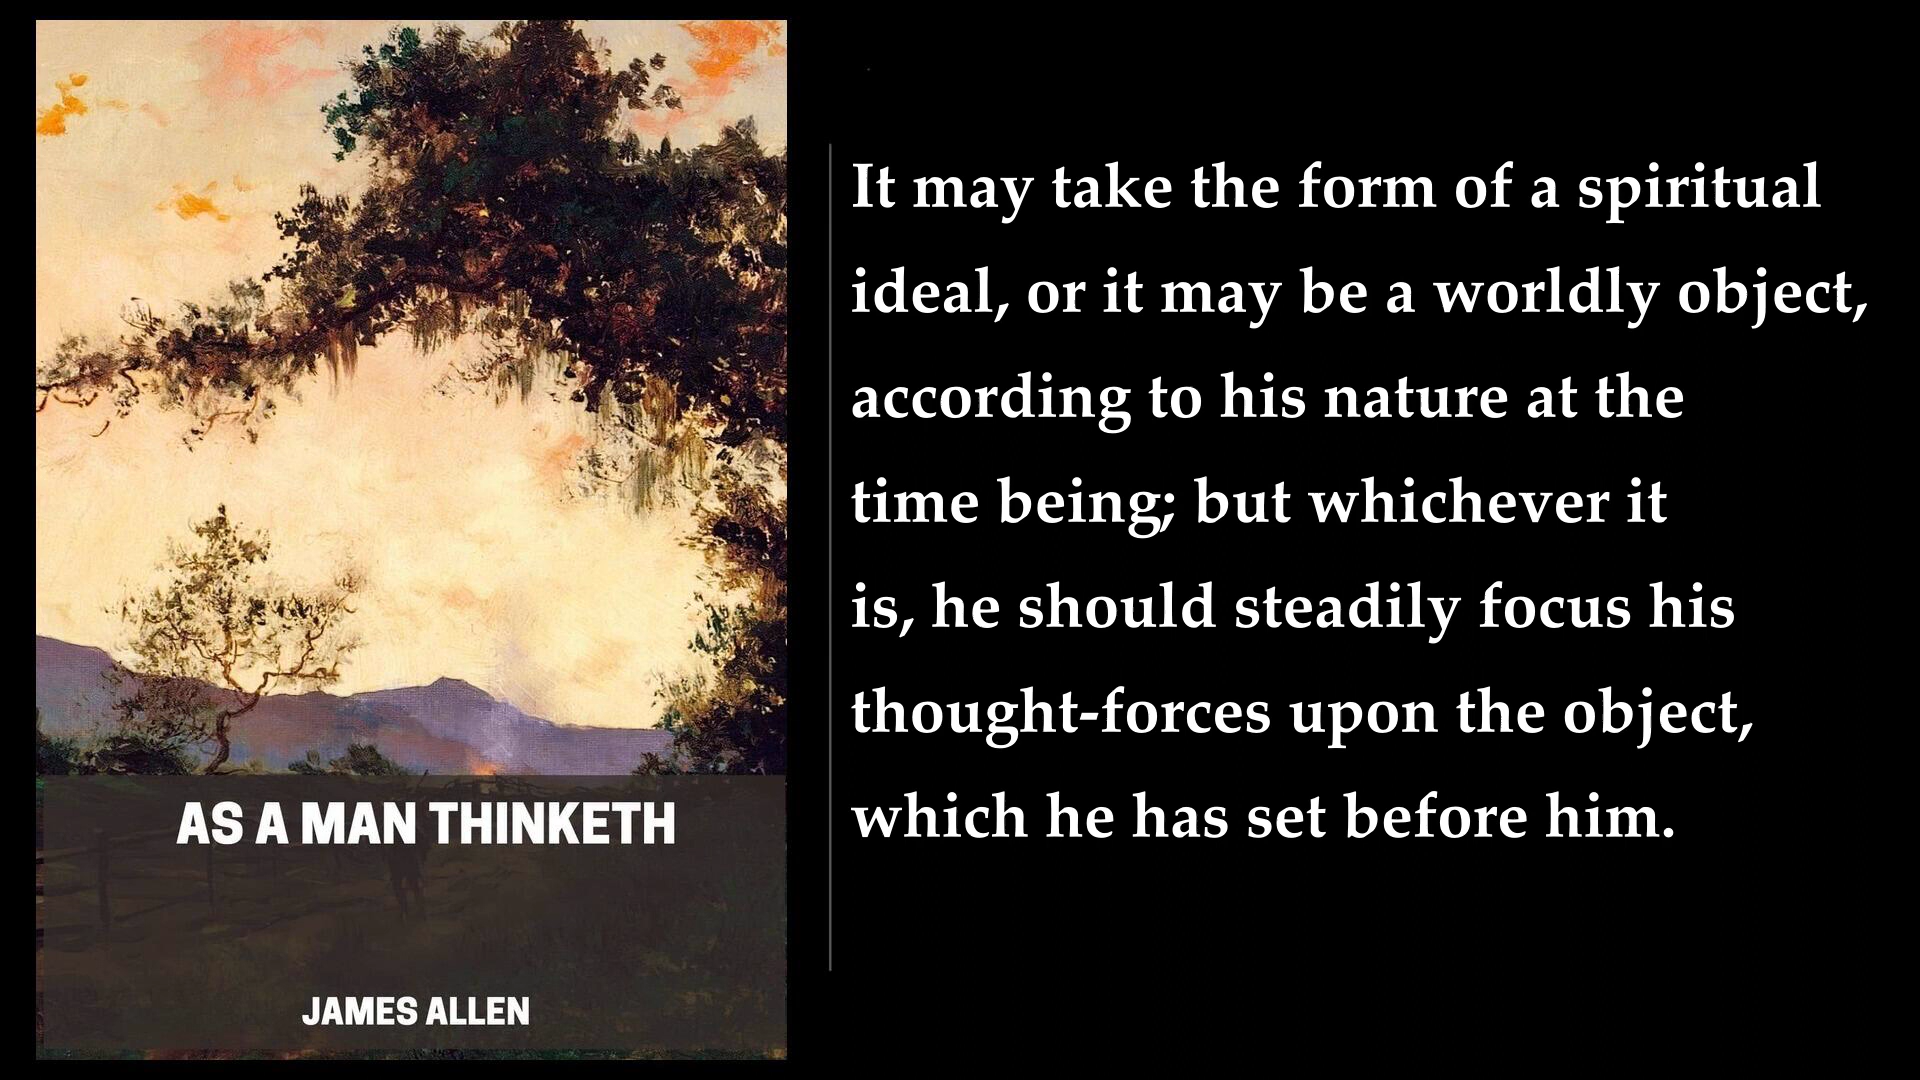 AS A MAN THINKETH
JAMES ALLEN
It may take the form of a spiritual
ideal, or it may be a worldly object,
according to his nature at the
time being; but whichever it
is, he should steadily focus his
thought-forces upon the object,
which he has set before him.